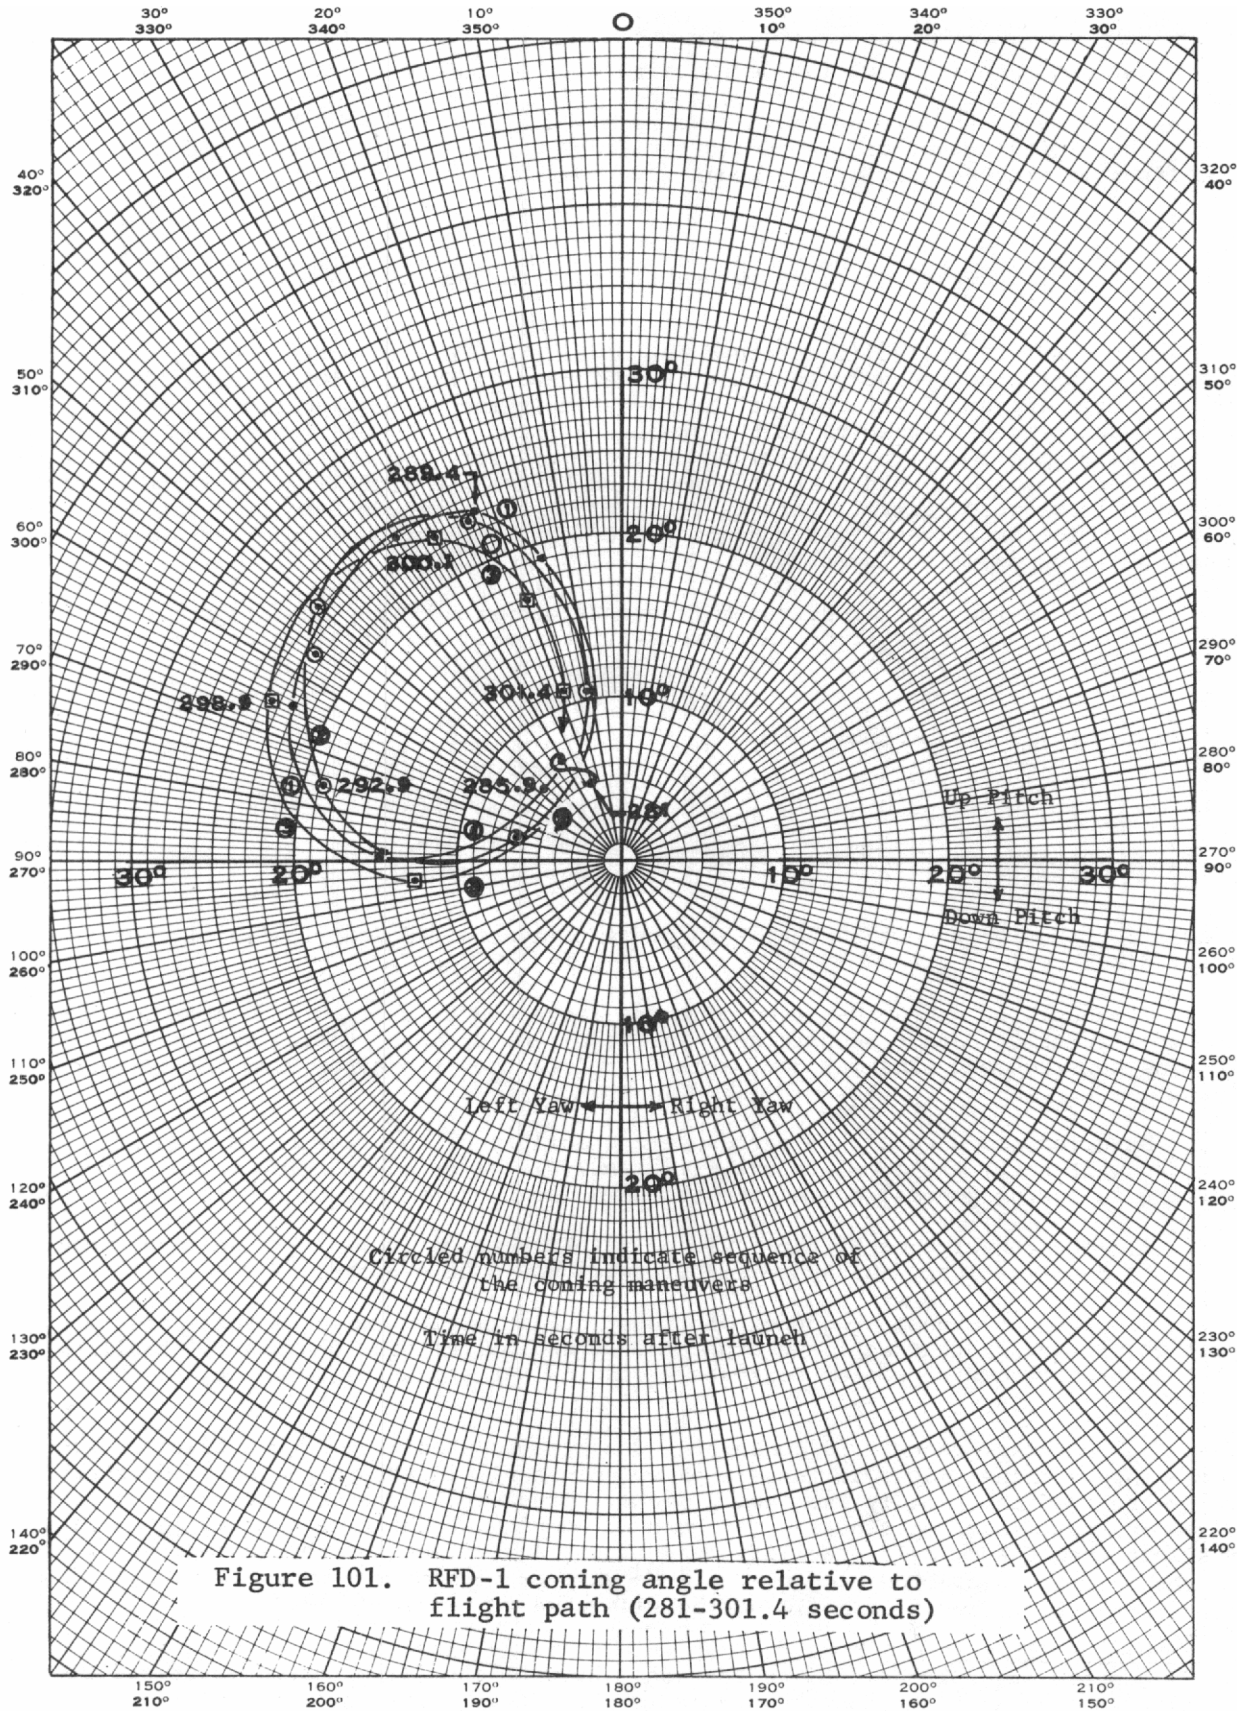 30° 20° 10° O 350° 340° 330°
330° 340° 350° 10° 20° 30°
40° 320°
320° 40°
50° 310°
310° 50°
30°
289.4
1
60° 300°
300° 60°
20°
300.1
70° 290°
290° 70°
298.9
301.4
10°
80° 280°
280° 80°
292.9
281
1
Up Pitch
90° 270°
270° 90°
30° 20° 10° 20° 30°
Down Pitch
100° 260°
260° 100°
10°
110° 250°
250° 110°
Left Yaw Right Yaw
120° 240°
240° 120°
20°
Circled numbers indicate sequence of
the coning maneuvers
Time in seconds after launch
130° 230°
230° 130°
140° 220°
220° 140°
Figure 101. RFD-1 coning angle relative to
flight path (281-301.4 seconds)
150° 160° 170° 180° 190° 200° 210°
210° 200° 190° 180° 170° 160° 150°